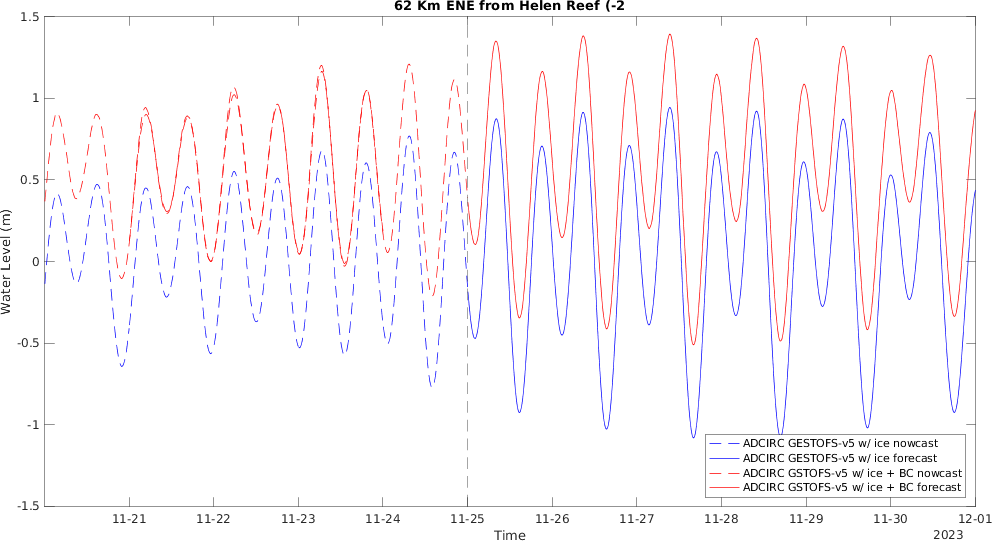 62 Km ENE from Helen Reef (-2
Water Level (m)
1.5
1
0.5
0
-0.5
-1
-1.5
ADCIRC GESTOFS-v5 w/ ice nowcast
ADCIRC GESTOFS-v5 w/ ice forecast
ADCIRC GSTOFS-v5 w/ ice + BC nowcast
ADCIRC GSTOFS-v5 w/ ice + BC forecast
11-21 11-22 11-23 11-24 11-25 11-26 11-27 11-28 11-29 11-30 12-01
Time
2023